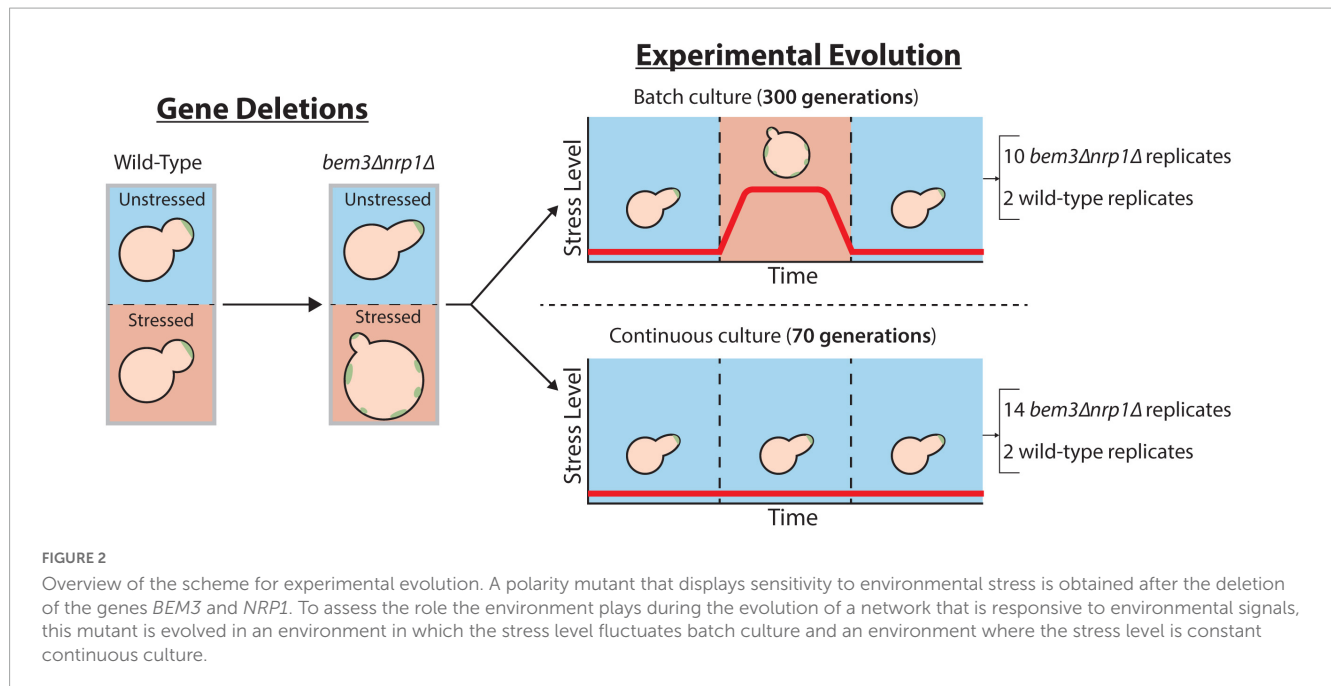 Experimental Evolution
Gene Deletions
Wild-Type
Unstressed
Stressed
bem3Δnrp1Δ
Unstressed
Stressed
Batch culture (300 generations)
Stress Level
Time
10 bem3Δnrp1Δ replicates
2 wild-type replicates
Continuous culture (70 generations)
Stress Level
Time
14 bem3Δnrp1Δ replicates
2 wild-type replicates
FIGURE 2
Overview of the scheme for experimental evolution. A polarity mutant that displays sensitivity to environmental stress is obtained after the deletion
of the genes BEM3 and NRP1. To assess the role the environment plays during the evolution of a network that is responsive to environmental signals,
this mutant is evolved in an environment in which the stress level fluctuates batch culture and an environment where the stress level is constant
continuous culture.